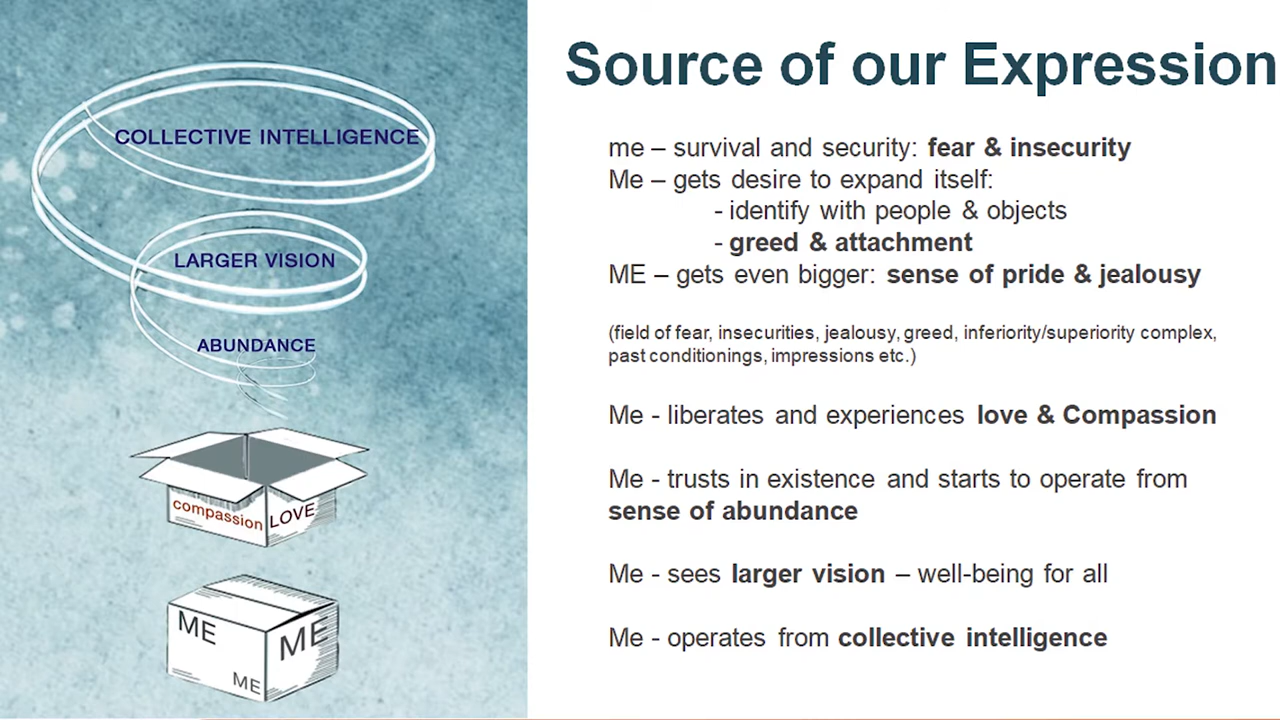 Source of our Expression
COLLECTIVE INTELLIGENCE
LARGER VISION
ABUNDANCE
compassion
LOVE
ME
ME
ME
me – survival and security: fear & insecurity
Me – gets desire to expand itself:
- identify with people & objects
- greed & attachment
ME – gets even bigger: sense of pride & jealousy
(field of fear, insecurities, jealousy, greed, inferiority/superiority complex,
past conditionings, impressions etc.)
Me - liberates and experiences love & Compassion
Me - trusts in existence and starts to operate from
sense of abundance
Me - sees larger vision – well-being for all
Me - operates from collective intelligence